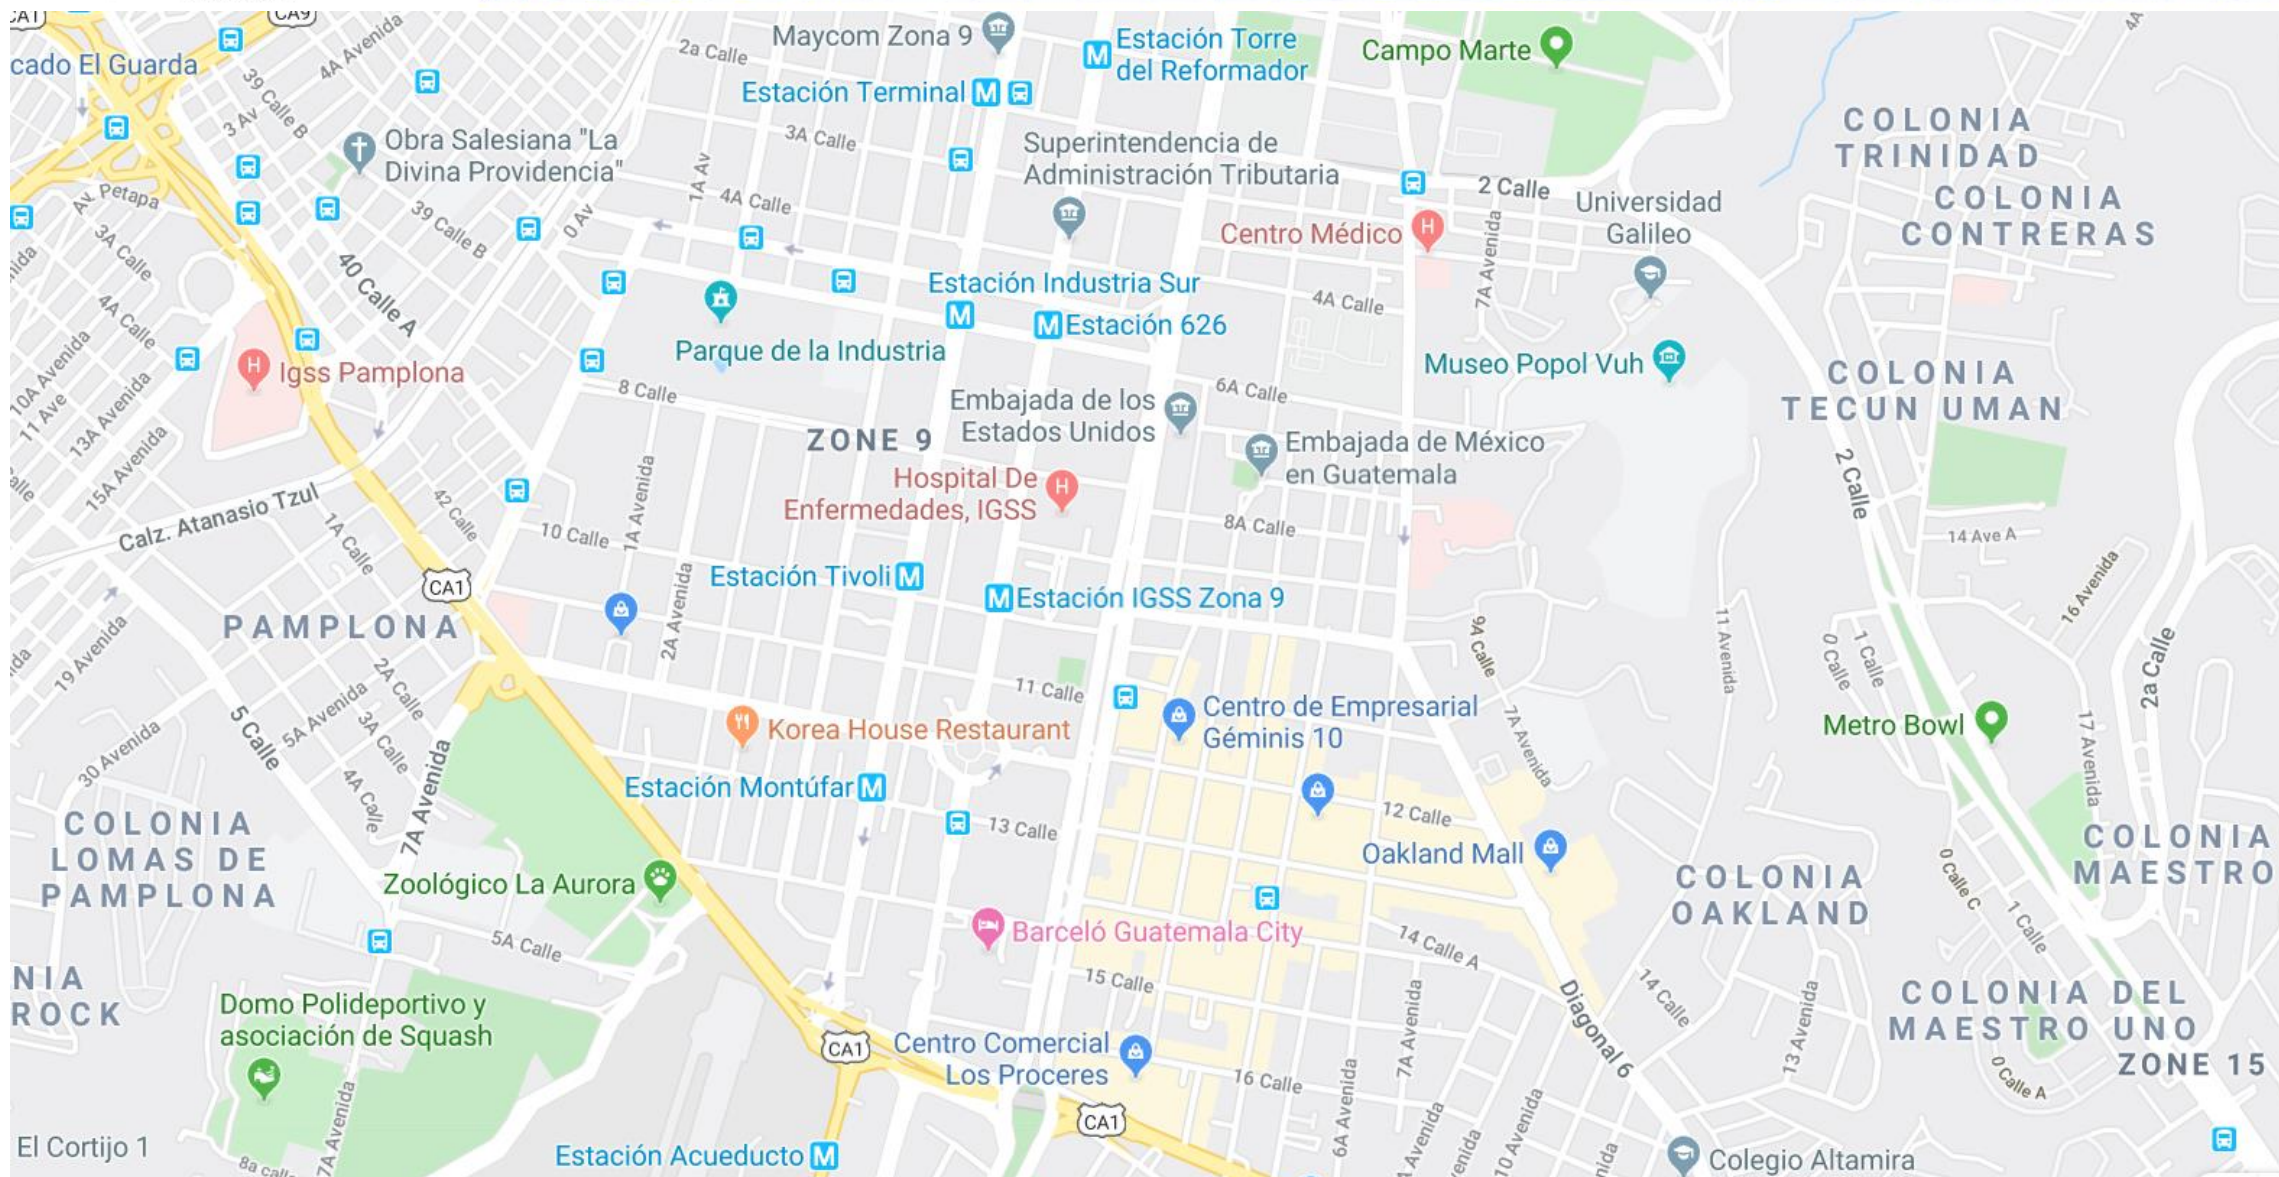 CA1
CA9
4A Avenida
4A
2a Calle
Maycom Zona 9
Estación Torre
del Reformador
Campo Marte
cado El Guarda
39 Calle B
3 Av
Estación Terminal
M
M
Obra Salesiana "La
Divina Providencia"
3A Calle
Superintendencia de
Administración Tributaria
COLONIA
TRINIDAD
COLONIA
CONTRERAS
Av. Petapa
39 Calle B
0 Av
1A Av
4A Calle
2 Calle
Universidad
Galileo
Centro Médico
H
7A Avenida
3A Calle
40 Calle A
4A Calle
Estación Industria Sur
M
M
Estación 626
4A Calle
Parque de la Industria
Museo Popol Vuh
COLONIA
TECUN UMAN
10A Avenida
11 Ave
13A Avenida
15A Avenida
H
Igss Pamplona
8 Calle
6A Calle
Embajada de los
Estados Unidos
ZONE 9
Embajada de México
en Guatemala
2 Calle
Hospital De
Enfermedades, IGSS
H
Calz. Atanasio Tzul
1A Calle
42 Calle
10 Calle
1A Avenida
8A Calle
14 Ave A
CA1
Estación Tivoli
M
M
Estación IGSS Zona 9
16 Avenida
PAMPLONA
2A Avenida
19 Avenida
9A Calle
11 Avenida
0 Calle
1 Calle
2a Calle
2A Calle
5A Avenida
3A Calle
5 Calle
11 Calle
Centro de Empresarial
Géminis 10
7A Avenida
Metro Bowl
17 Avenida
30 Avenida
Korea House Restaurant
4A Calle
7A Avenida
Estación Montúfar
M
12 Calle
13 Calle
COLONIA
LOMAS DE
PAMPLONA
Oakland Mall
COLONIA
OAKLAND
COLONIA
MAESTRO
Zoológico La Aurora
0 Calle C
1 Calle
5A Calle
Barceló Guatemala City
14 Calle A
15 Calle
14 Calle
NIA
ROCK
Domo Polideportivo y
asociación de Squash
7A Avenida
Diagonal 6
13 Avenida
COLONIA DEL
MAESTRO UNO
ZONE 15
CA1
Centro Comercial
Los Proceres
16 Calle
0 Calle A
CA1
6A Avenida
10 Avenida
El Cortijo 1
8a calle
7A Avenida
Estación Acueducto
M
Colegio Altamira